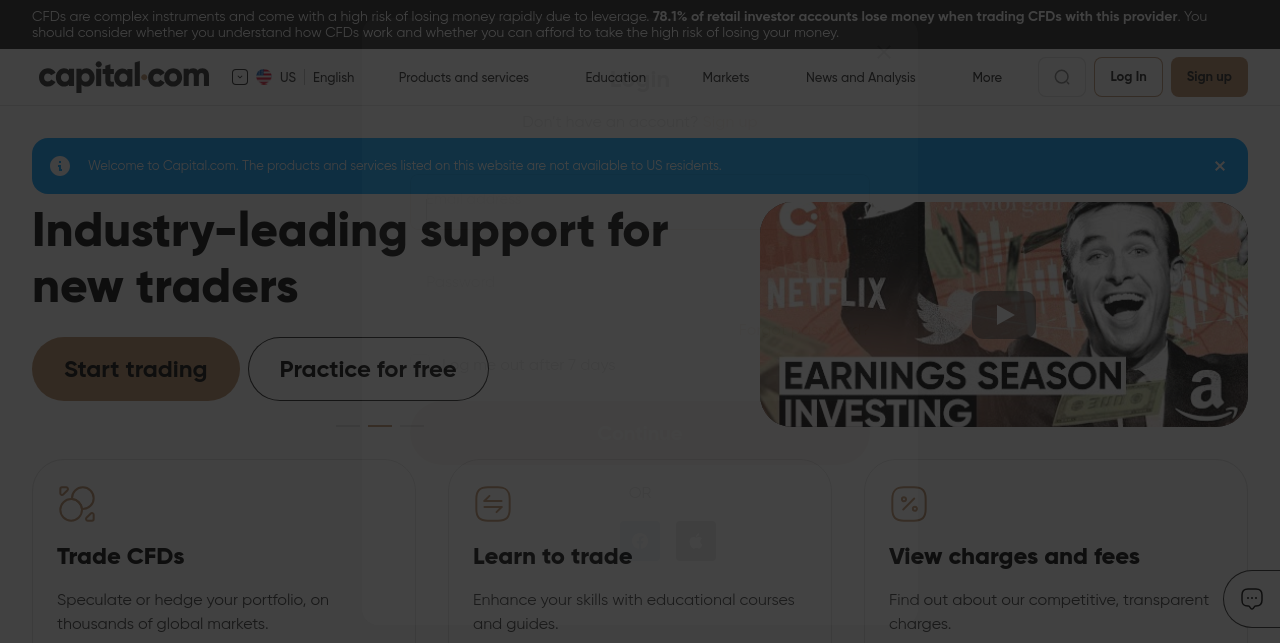 CFDs are complex instruments and come with a high risk of losing money rapidly due to leverage. 78.1% of retail investor accounts lose money when trading CFDs with this provider. You
should consider whether you understand how CFDs work and whether you can afford to take the high risk of losing your money.
capital.com
US
English
Products and services
Education
Markets
News and Analysis
More
Log In
Sign up
Login
Welcome to Capital.com. The products and services listed on this website are not available to US residents.
Industry-leading support for
new traders
J.P. Morgan
NETFLIX
EARNINGS SEASON
INVESTING
a
Start trading
Practice for free
Continue
Trade CFDs
Speculate or hedge your portfolio, on
thousands of global markets.
Learn to trade
Enhance your skills with educational courses
and guides.
View charges and fees
Find out about our competitive, transparent
charges.